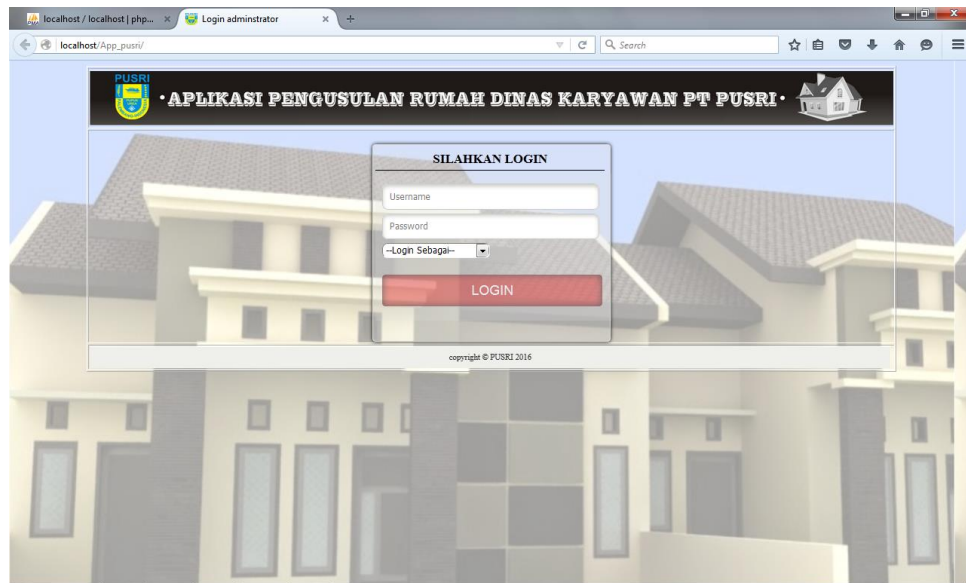 localhost / localhost | php...
Login adminstrator
localhost/App_pusri/
Search
PUSRI
·APLIKASI PENGUSULAN RUMAH DINAS KARYAWAN PT PUSRI·
SILAHKAN LOGIN
Username
Password
--Login Sebagai--
LOGIN
copyright © PUSRI 2016